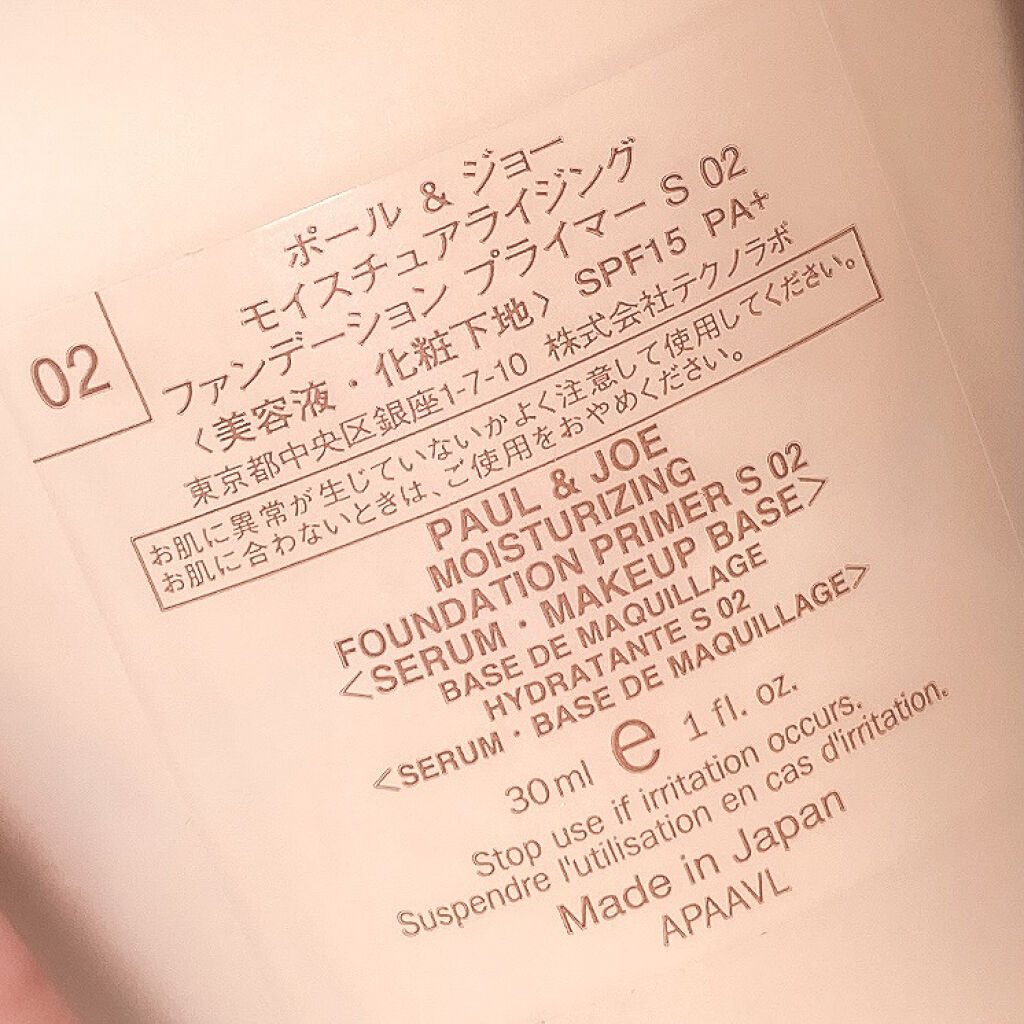 02
ポール & ジョー
モイスチュアライジング
ファンデーション プライマー S 02
〈美容液・化粧下地〉 SPF15 PA+
東京都中央区銀座1-7-10 株式会社テクノラボ
お肌に異常が生じていないかよく注意して使用してください。
お肌に合わないときは、ご使用をおやめください。
PAUL & JOE
MOISTURIZING
FOUNDATION PRIMER S 02
<SERUM・MAKEUP BASE>
BASE DE MAQUILLAGE
HYDRATANTE S 02
<SERUM・BASE DE MAQUILLAGE>
30ml e 1 fl. oz.
Stop use if irritation occurs.
Suspendre l'utilisation en cas d'irritation.
Made in Japan
APAAVL